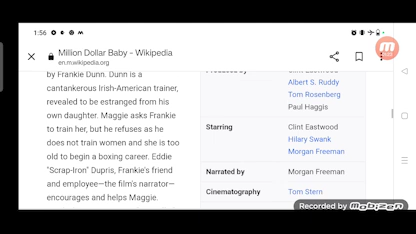 1:56
Million Dollar Baby – Wikipedia
en.m.wikipedia.org
by Frankie Dunn. Dunn is a
cantankerous Irish-American trainer,
revealed to be estranged from his
own daughter. Maggie asks Frankie
to train her, but he refuses as he
does not train women and she is too
old to begin a boxing career. Eddie
"Scrap-Iron" Dupris, Frankie's friend
and employee—the film's narrator—
encourages and helps Maggie.
Clint Eastwood
Albert S. Ruddy
Tom Rosenberg
Paul Haggis
Starring
Clint Eastwood
Hilary Swank
Morgan Freeman
Narrated by
Morgan Freeman
Cinematography
Tom Stern
Recorded by Mobizen